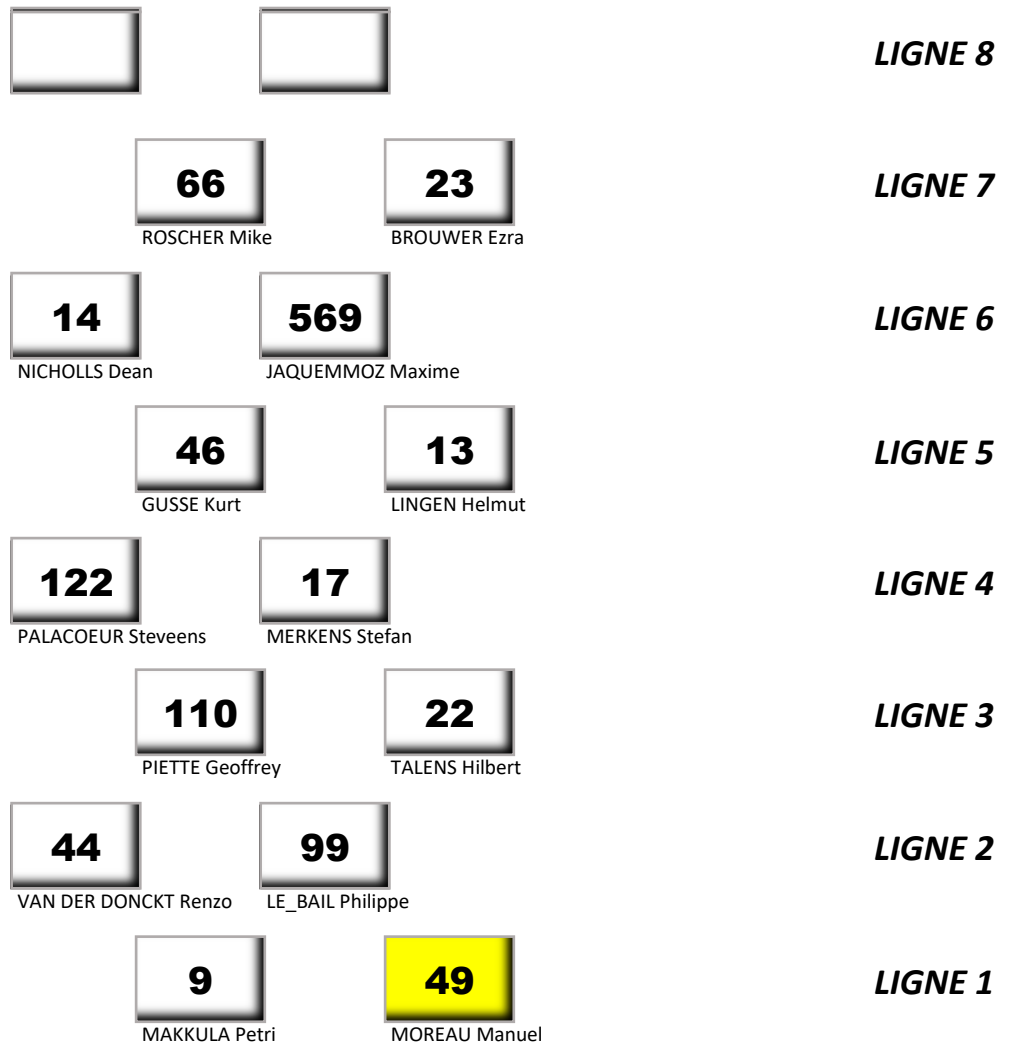 LIGNE 8
66 23 LIGNE 7
ROSCHER Mike BROUWER Ezra
14 569 LIGNE 6
NICHOLLS Dean JAQUEMMOZ Maxime
46 13 LIGNE 5
GUSSE Kurt LINGEN Helmut
122 17 LIGNE 4
PALACOEUR Steveens MERKENS Stefan
110 22 LIGNE 3
PIETTE Geoffrey TALENS Hilbert
44 99 LIGNE 2
VAN DER DONCKT Renzo LE_BAIL Philippe
9 49 LIGNE 1
MAKKULA Petri MOREAU Manuel